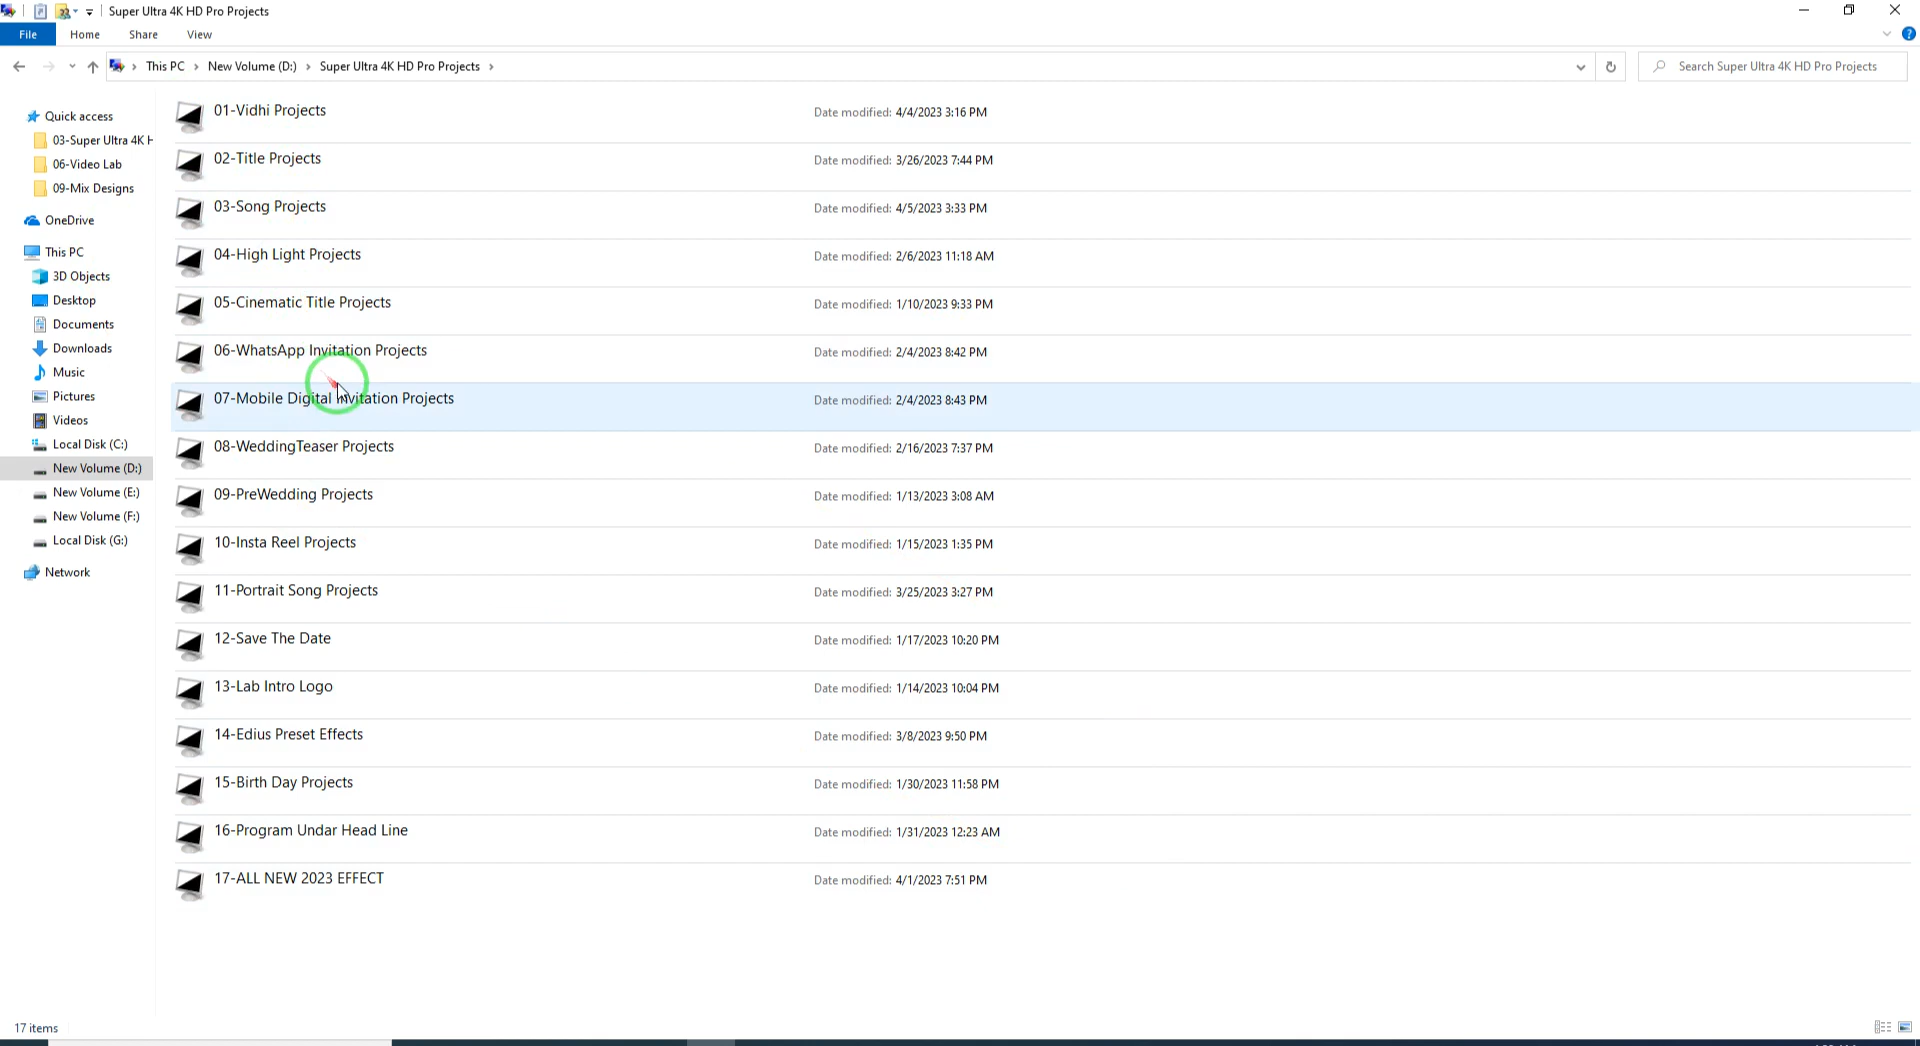 Super Ultra 4K HD Pro Projects
File Home Share View
This PC > New Volume (D:) > Super Ultra 4K HD Pro Projects >
Search Super Ultra 4K HD Pro Projects
Quick access
03-Super Ultra 4K H
06-Video Lab
09-Mix Designs
OneDrive
This PC
3D Objects
Desktop
Documents
Downloads
Music
Pictures
Videos
Local Disk (C:)
New Volume (D:)
New Volume (E:)
New Volume (F:)
Local Disk (G:)
Network
01-Vidhi Projects Date modified: 4/4/2023 3:16 PM
02-Title Projects Date modified: 3/26/2023 7:44 PM
03-Song Projects Date modified: 4/5/2023 3:33 PM
04-High Light Projects Date modified: 2/6/2023 11:18 AM
05-Cinematic Title Projects Date modified: 1/10/2023 9:33 PM
06-WhatsApp Invitation Projects Date modified: 2/4/2023 8:42 PM
07-Mobile Digital Invitation Projects Date modified: 2/4/2023 8:43 PM
08-WeddingTeaser Projects Date modified: 2/16/2023 7:37 PM
09-PreWedding Projects Date modified: 1/13/2023 3:08 AM
10-Insta Reel Projects Date modified: 1/15/2023 1:35 PM
11-Portrait Song Projects Date modified: 3/25/2023 3:27 PM
12-Save The Date Date modified: 1/17/2023 10:20 PM
13-Lab Intro Logo Date modified: 1/14/2023 10:04 PM
14-Edius Preset Effects Date modified: 3/8/2023 9:50 PM
15-Birth Day Projects Date modified: 1/30/2023 11:58 PM
16-Program Undar Head Line Date modified: 1/31/2023 12:23 AM
17-ALL NEW 2023 EFFECT Date modified: 4/1/2023 7:51 PM
17 items